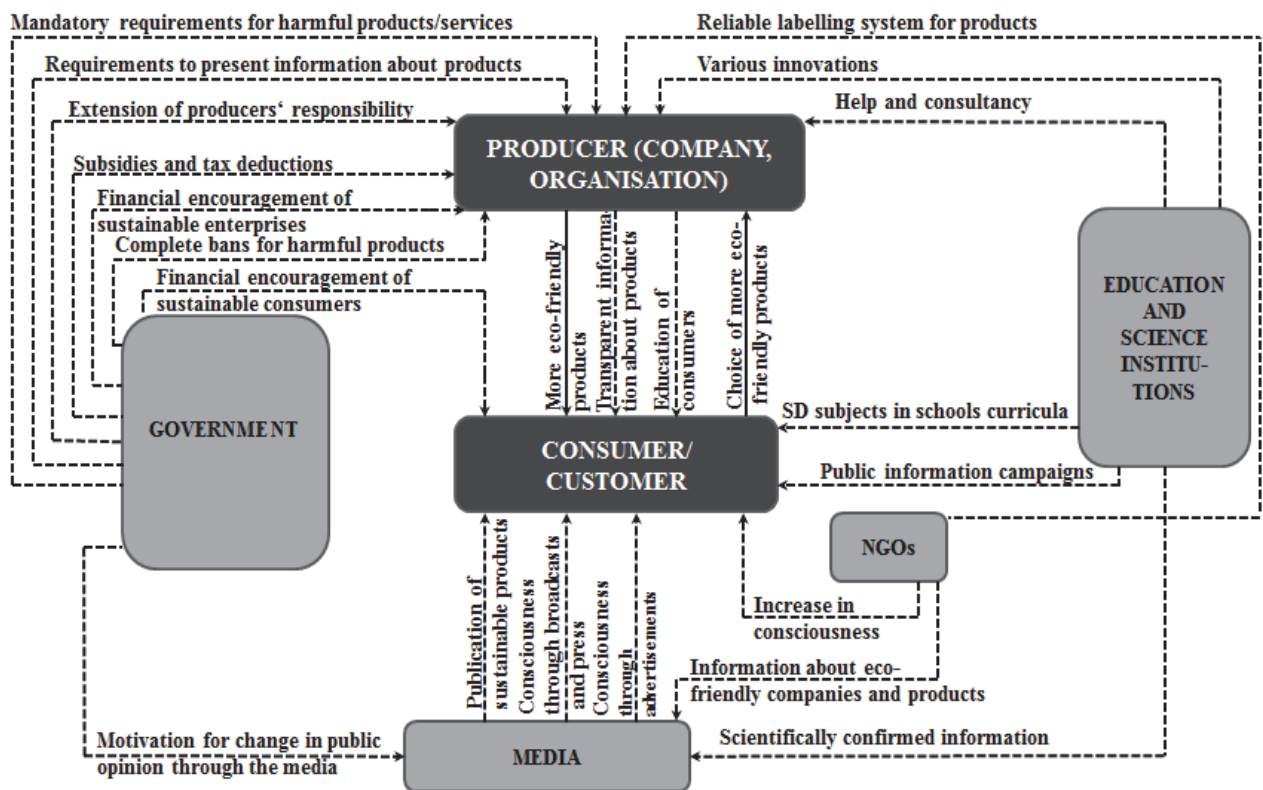 Mandatory requirements for harmful products/services
Reliable labelling system for products
Requirements to present information about products
Various innovations
Extension of producers‘ responsibility
Help and consultancy
PRODUCER (COMPANY,
ORGANISATION)
Subsidies and tax deductions
Financial encouragement of
sustainable enterprises
Complete bans for harmful products
Financial encouragement of
sustainable consumers
More eco-friendly
products
Transparent informa-
tion about products
Education of
consumers
Choice of more eco-
friendly products
EDUCATION
AND
SCIENCE
INSTITU-
TIONS
GOVERNMENT
SD subjects in schools curricula
CONSUMER/
CUSTOMER
Public information campaigns
NGOs
Increase in
consciousness
Publication of
sustainable products
Consciousness
through broadcasts
and press
Consciousness
through
advertisements
Information about eco-
friendly companies and products
Motivation for change in public
opinion through the media
MEDIA
Scientifically confirmed information